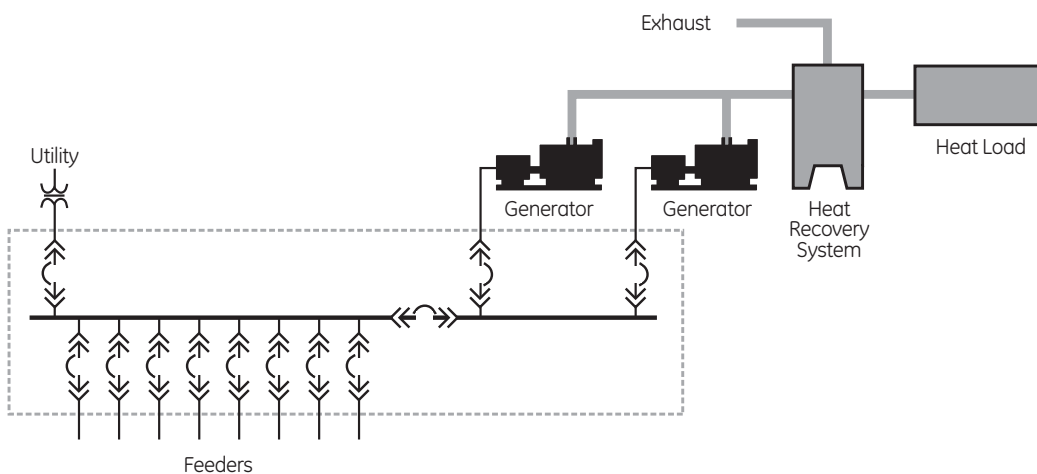 Exhaust
Utility
Heat Load
Generator
Generator
Heat
Recovery
System
Feeders